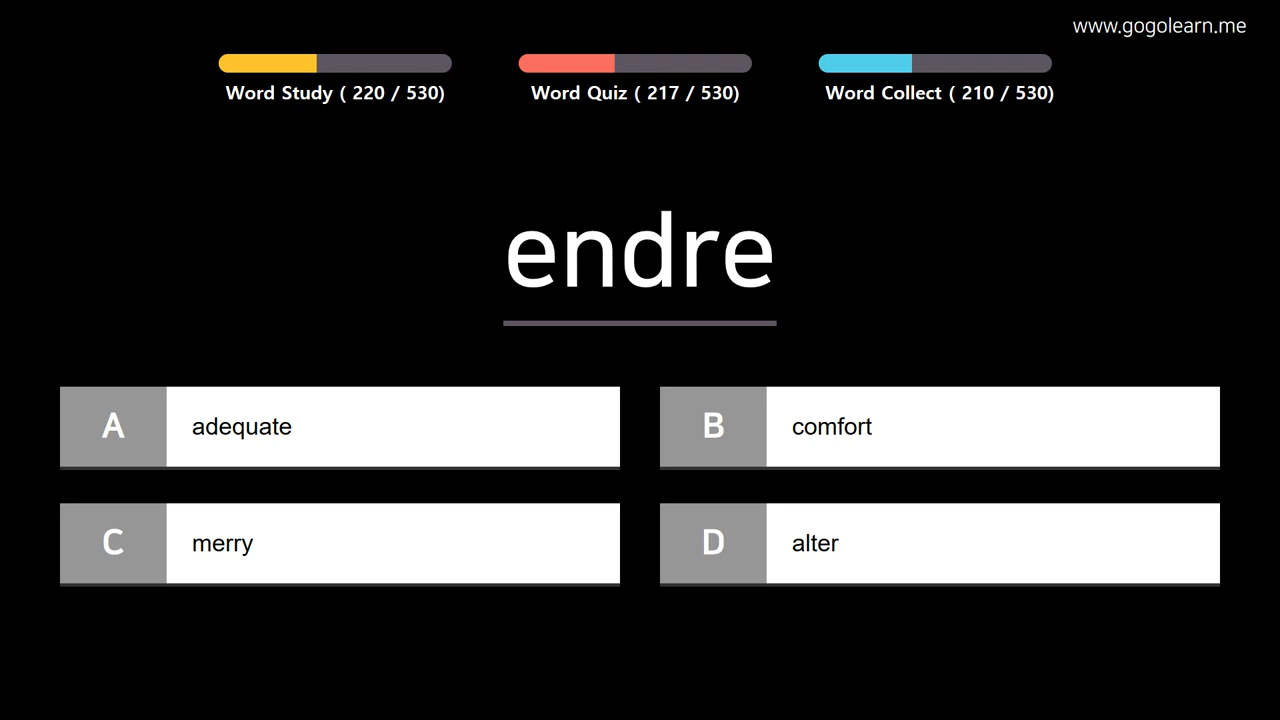 www.gogolearn.me
Word Study ( 220 / 530)
Word Quiz ( 217 / 530)
Word Collect ( 210 / 530)
endre
A adequate
B comfort
C merry
D alter